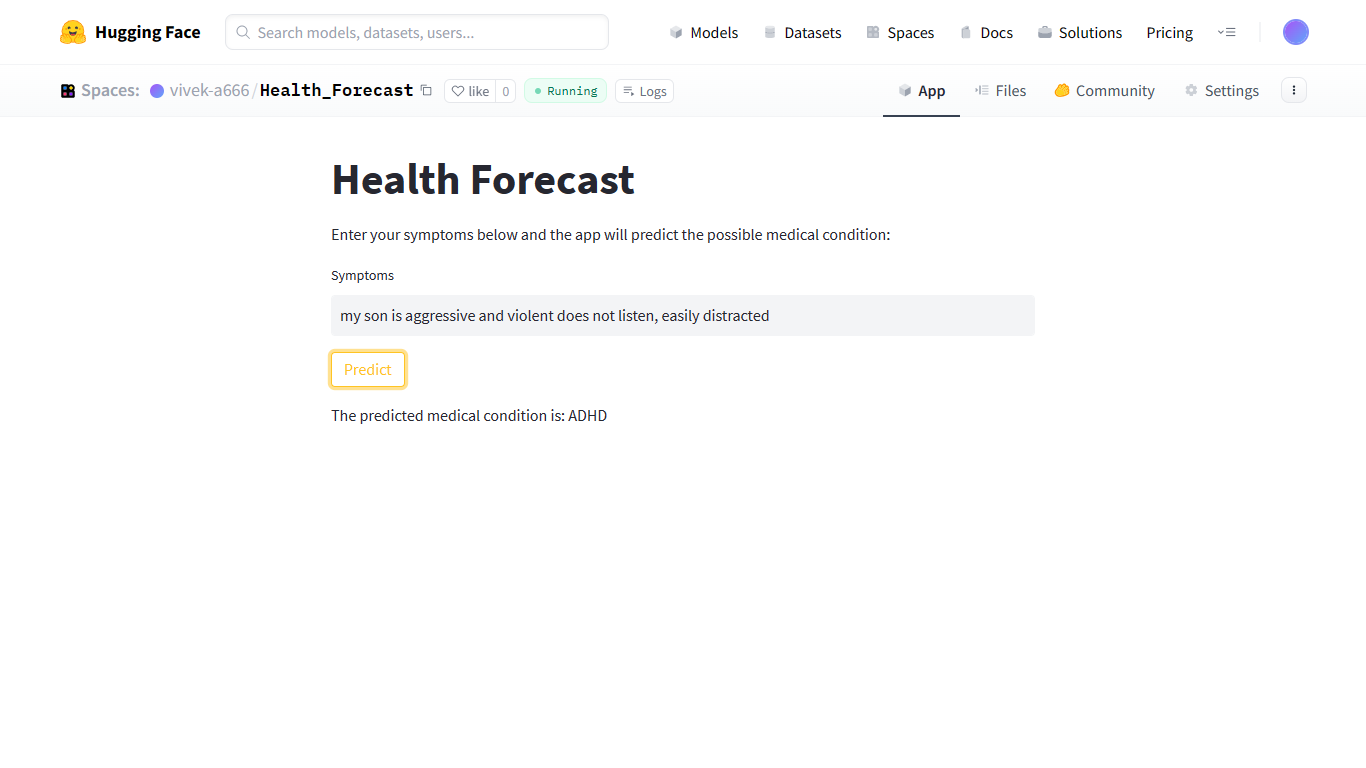 Hugging Face Search models, datasets, users... Models Datasets Spaces Docs Solutions Pricing
Spaces: vivek-a666/Health_Forecast like 0 Running Logs App Files Community Settings
Health Forecast
Enter your symptoms below and the app will predict the possible medical condition:
Symptoms
my son is aggressive and violent does not listen, easily distracted
Predict
The predicted medical condition is: ADHD